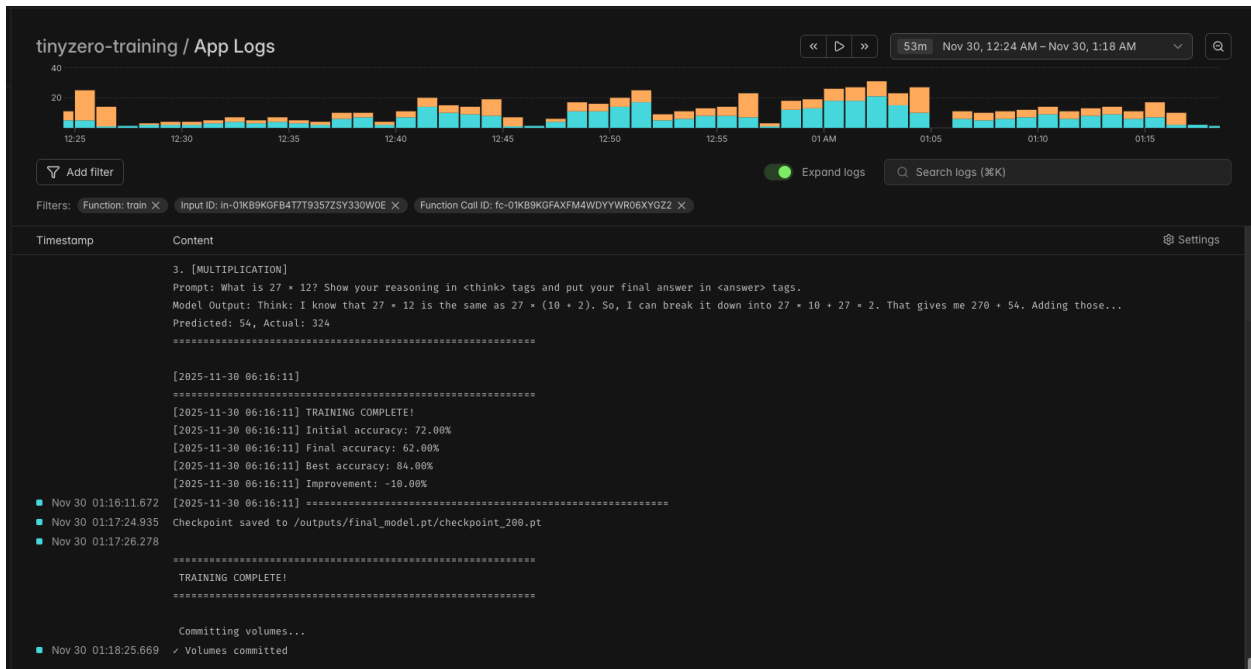 tinyzero-training / App Logs
53m Nov 30, 12:24 AM – Nov 30, 1:18 AM
40
20
12:25 12:30 12:35 12:40 12:45 12:50 12:55 01 AM 01:05 01:10 01:15
Add filter
Expand logs
Search logs (⌘K)
Filters: Function: train Input ID: in-01KB9KGFB4T7T9357ZSY330W0E Function Call ID: fc-01KB9KGFAXFM4WDYYWR06XYGZ2
Timestamp Content Settings
3. [MULTIPLICATION]
Prompt: What is 27 × 12? Show your reasoning in <think> tags and put your final answer in <answer> tags.
Model Output: Think: I know that 27 × 12 is the same as 27 × (10 + 2). So, I can break it down into 27 × 10 + 27 × 2. That gives me 270 + 54. Adding those...
Predicted: 54, Actual: 324
============================================================
[2025-11-30 06:16:11]
============================================================
[2025-11-30 06:16:11] TRAINING COMPLETE!
[2025-11-30 06:16:11] Initial accuracy: 72.00%
[2025-11-30 06:16:11] Final accuracy: 62.00%
[2025-11-30 06:16:11] Best accuracy: 84.00%
[2025-11-30 06:16:11] Improvement: -10.00%
Nov 30 01:16:11.672 [2025-11-30 06:16:11] ============================================================
Nov 30 01:17:24.935 Checkpoint saved to /outputs/final_model.pt/checkpoint_200.pt
Nov 30 01:17:26.278
============================================================
TRAINING COMPLETE!
============================================================
Committing volumes...
Nov 30 01:18:25.669 ✓ Volumes committed